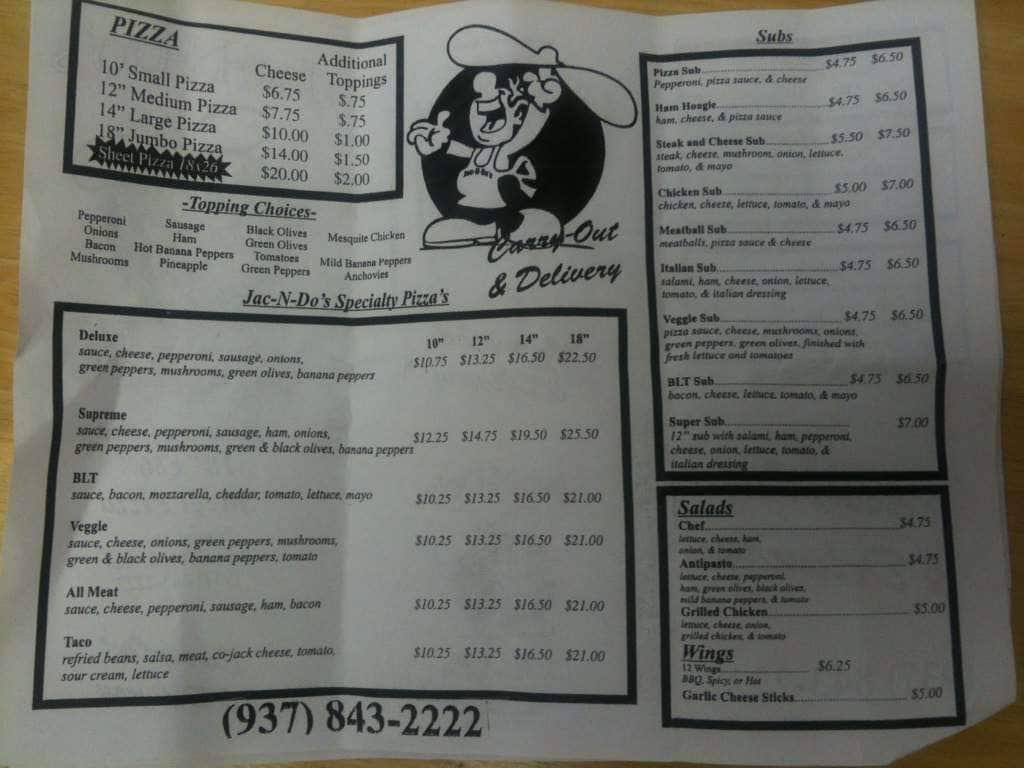 PIZZA
Cheese Additional Toppings
10' Small Pizza $6.75 $.75
12" Medium Pizza $7.75 $.75
14" Large Pizza $10.00 $1.00
18" Jumbo Pizza $14.00 $1.50
Sheet Pizza 18x26 $20.00 $2.00
-Topping Choices-
Pepperoni Sausage Black Olives Mesquite Chicken
Onions Ham Green Olives
Bacon Hot Banana Peppers Tomatoes Mild Banana Peppers
Mushrooms Pineapple Green Peppers Anchovies
Carry-Out
& Delivery
Jac-N-Do's Specialty Pizza's
10" 12" 14" 18"
Deluxe
sauce, cheese, pepperoni, sausage, onions, $10.75 $13.25 $16.50 $22.50
green peppers, mushrooms, green olives, banana peppers
Supreme
sauce, cheese, pepperoni, sausage, ham, onions, $12.25 $14.75 $19.50 $25.50
green peppers, mushrooms, green & black olives, banana peppers
BLT
sauce, bacon, mozzarella, cheddar, tomato, lettuce, mayo $10.25 $13.25 $16.50 $21.00
Veggie
sauce, cheese, onions, green peppers, mushrooms, $10.25 $13.25 $16.50 $21.00
green & black olives, banana peppers, tomato
All Meat
sauce, cheese, pepperoni, sausage, ham, bacon $10.25 $13.25 $16.50 $21.00
Taco
refried beans, salsa, meat, co-jack cheese, tomato, $10.25 $13.25 $16.50 $21.00
sour cream, lettuce
(937) 843-2222
Subs
Pizza Sub $4.75 $6.50
Pepperoni, pizza sauce, & cheese
Ham Hoagie $4.75 $6.50
ham, cheese, & pizza sauce
Steak and Cheese Sub $5.50 $7.50
steak, cheese, mushroom, onion, lettuce,
tomato, & mayo
Chicken Sub $5.00 $7.00
chicken, cheese, lettuce, tomato, & mayo
Meatball Sub $4.75 $6.50
meatballs, pizza sauce & cheese
Italian Sub $4.75 $6.50
salami, ham, cheese, onion, lettuce,
tomato, & italian dressing
Veggie Sub $4.75 $6.50
pizza sauce, cheese, mushrooms, onions,
green peppers, green olives, finished with
fresh lettuce and tomatoes
BLT Sub $4.75 $6.50
bacon, cheese, lettuce, tomato, & mayo
Super Sub $7.00
12" sub with salami, ham, pepperoni,
cheese, onion, lettuce, tomato, &
italian dressing
Salads
Chef $4.75
lettuce, cheese, ham,
onion, & tomato
Antipasto $4.75
lettuce, cheese, pepperoni,
ham, green olives, black olives,
mild banana peppers, & tomato
Grilled Chicken $5.00
lettuce, cheese, onion,
grilled chicken, & tomato
Wings
12 Wings $6.25
BBQ, Spicy, or Hot
Garlic Cheese Sticks $5.00